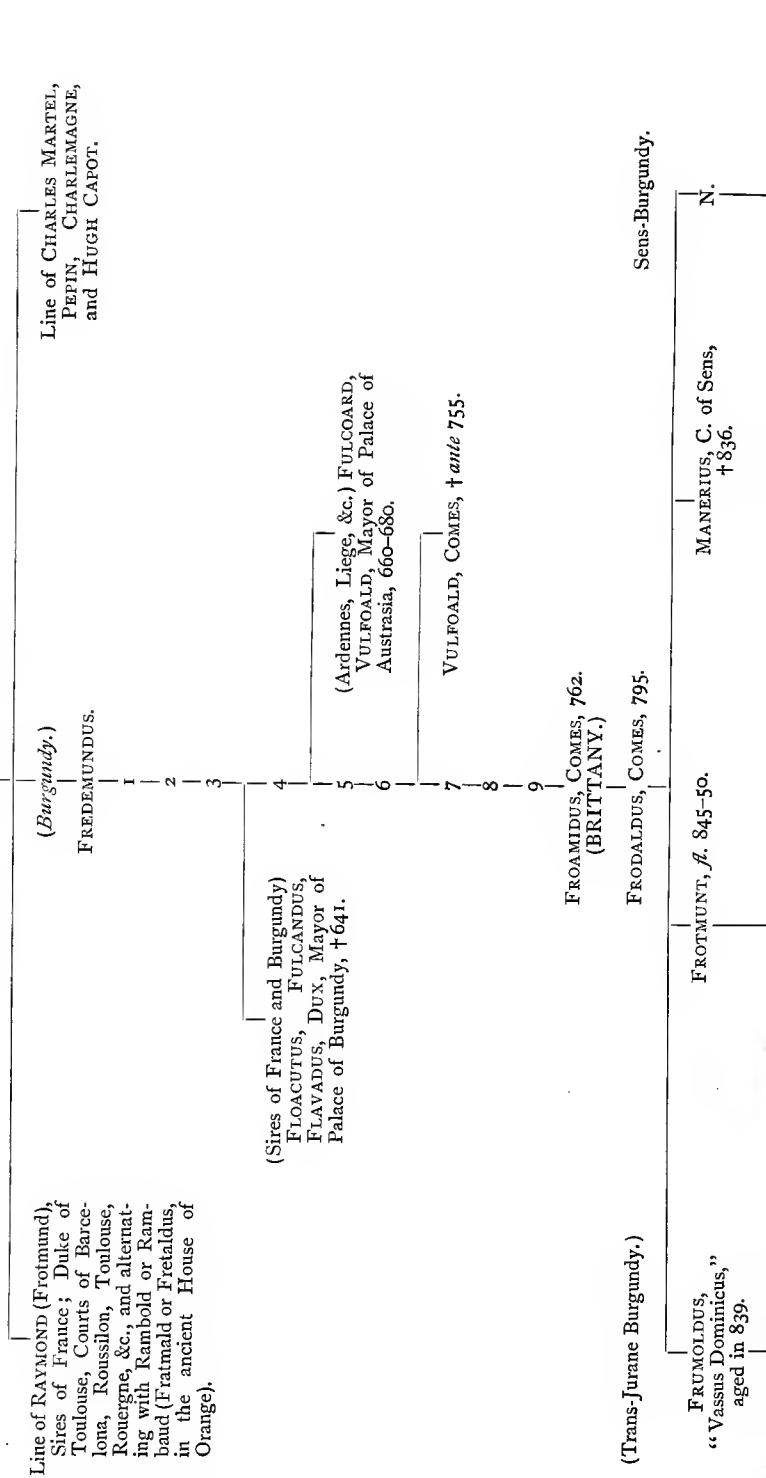 Line of RAYMOND (Frotmund),
Sires of France; Duke of
Toulouse, Courts of Barce-
lona, Roussilon, Toulouse,
Rouergne, &c., and alternat-
ing with Rambold or Ram-
baud (Fratmald or Fretaldus,
in the ancient House of
Orange).
(Burgundy.)
FREDEMUNDUS.
Line of CHARLES MARTEL,
PEPIN, CHARLEMAGNE,
and HUGH CAPOT.
1
2
3
(Sires of France and Burgundy)
FLOACUTUS, FULCANDUS,
FLAVADUS, DUX, Mayor of
Palace of Burgundy, †641.
4
(Ardennes, Liege, &c.) FULCOARD,
VULFOALD, Mayor of Palace of
Austrasia, 660-680.
5
6
VULFOALD, COMES, † ante 755.
7
8
9
FROAMIDUS, COMES, 762.
(BRITTANY.)
FRODALDUS, COMES, 795.
(Trans-Jurane Burgundy.)
Sens-Burgundy.
FRUMOLDUS,
“Vassus Dominicus,”
aged in 839.
FROTMUNT, fl. 845-50.
MANERIUS, C. of Sens,
†836.
N.